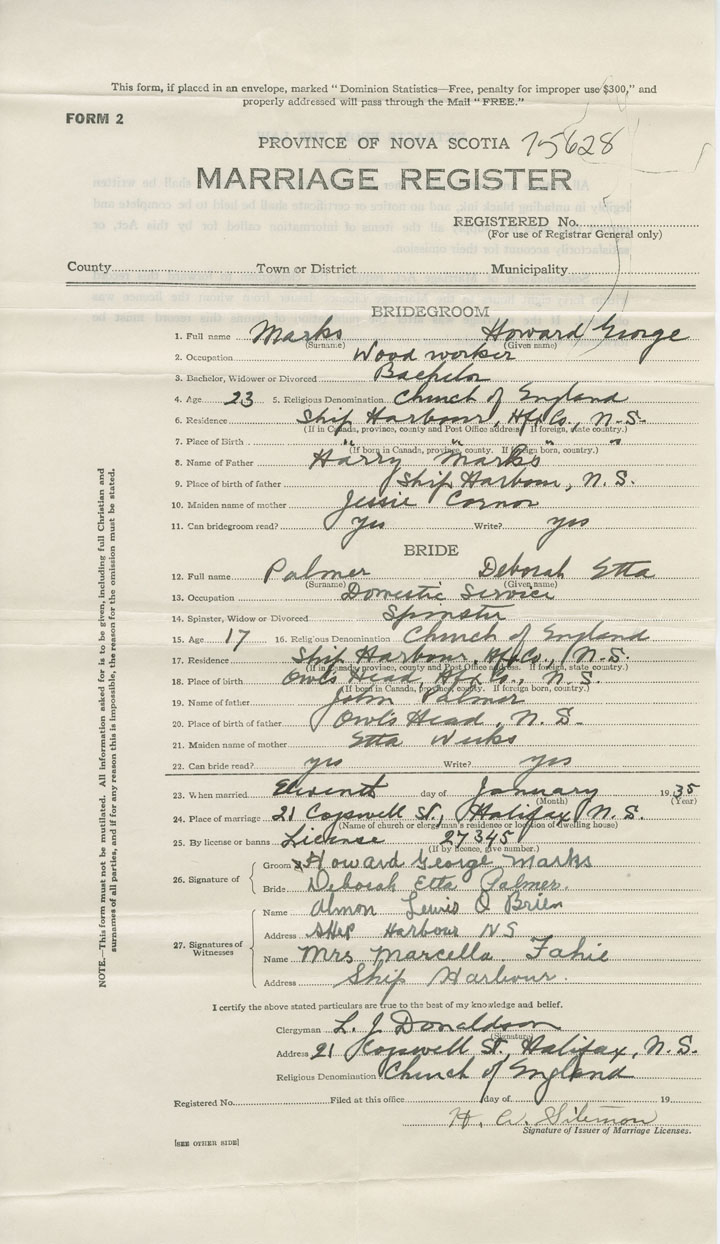 This form, if placed in an envelope, marked "Dominion Statistics—Free, penalty for improper use $300," and
properly addressed will pass through the Mail "FREE."
FORM 2
PROVINCE OF NOVA SCOTIA 75628
MARRIAGE REGISTER
REGISTERED No.
(For use of Registrar General only)
County Town or District Municipality
BRIDEGROOM
1. Full name Marks Howard George
(Surname) (Given name)
2. Occupation Wood worker
3. Bachelor, Widower or Divorced Bachelor
4. Age 23 5. Religious Denomination Church of England
6. Residence Ship Harbour, Hfx Co., N.S.
(If in Canada, province, county and Post Office address. If foreign, state country.)
7. Place of Birth " " "
(If born in Canada, province, county. If foreign born, country.)
8. Name of Father Harry Marks
9. Place of birth of father Ship Harbour, N.S.
10. Maiden name of mother Jessie Connor
11. Can bridegroom read? yes Write? yes
BRIDE
12. Full name Palmer Deborah Etta
(Surname) (Given name)
13. Occupation Domestic Service
14. Spinster, Widow or Divorced Spinster
15. Age 17 16. Religious Denomination Church of England
17. Residence Ship Harbour, Hfx Co., N.S.
(If in Canada, province, county and Post Office address. If foreign, state country.)
18. Place of birth Owl's Head, Hfx Co., N.S.
(If born in Canada, province, county. If foreign born, country.)
19. Name of father John Palmer
20. Place of birth of father Owl's Head, N.S.
21. Maiden name of mother Etta Weeks
22. Can bride read? yes Write? yes
23. When married Eleventh day of January 1935
(Month) (Year)
24. Place of marriage 21 Cogswell St., Halifax, N.S.
(Name of church or clergyman's residence or location of dwelling house)
25. By license or banns License 27345
(If by licence, give number.)
26. Signature of
Groom x Howard George Marks
Bride Deborah Etta Palmer.
27. Signatures of Witnesses
Name Almon Lewis O Brien
Address Ship Harbour NS
Name Mrs Marcella Fahie
Address Ship Harbour.
I certify the above stated particulars are true to the best of my knowledge and belief.
Clergyman L. J. Donaldson
(Signature)
Address 21 Cogswell St., Halifax, N.S.
Religious Denomination Church of England
Registered No. Filed at this office day of 19
H. A.
Signature of Issuer of Marriage Licenses.
[SEE OTHER SIDE]
NOTE.—This form must not be mutilated. All information asked for is to be given, including full Christian and
surnames of all parties, and if for any reason this is impossible, the reason for the omission must be stated.